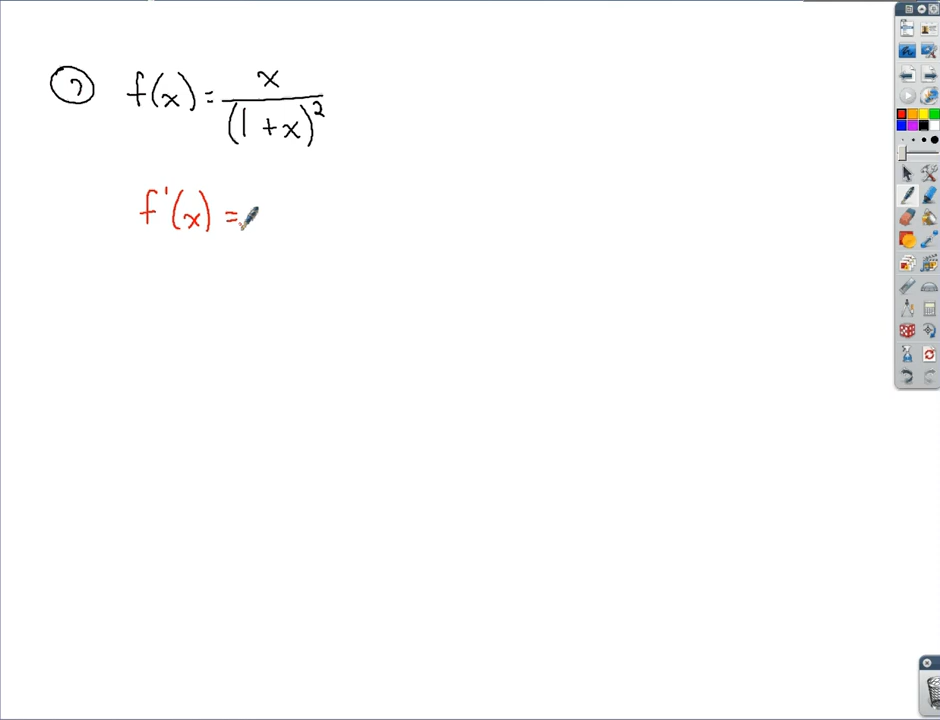 ⑦ f(x) = x/(1+x)²
f'(x) =